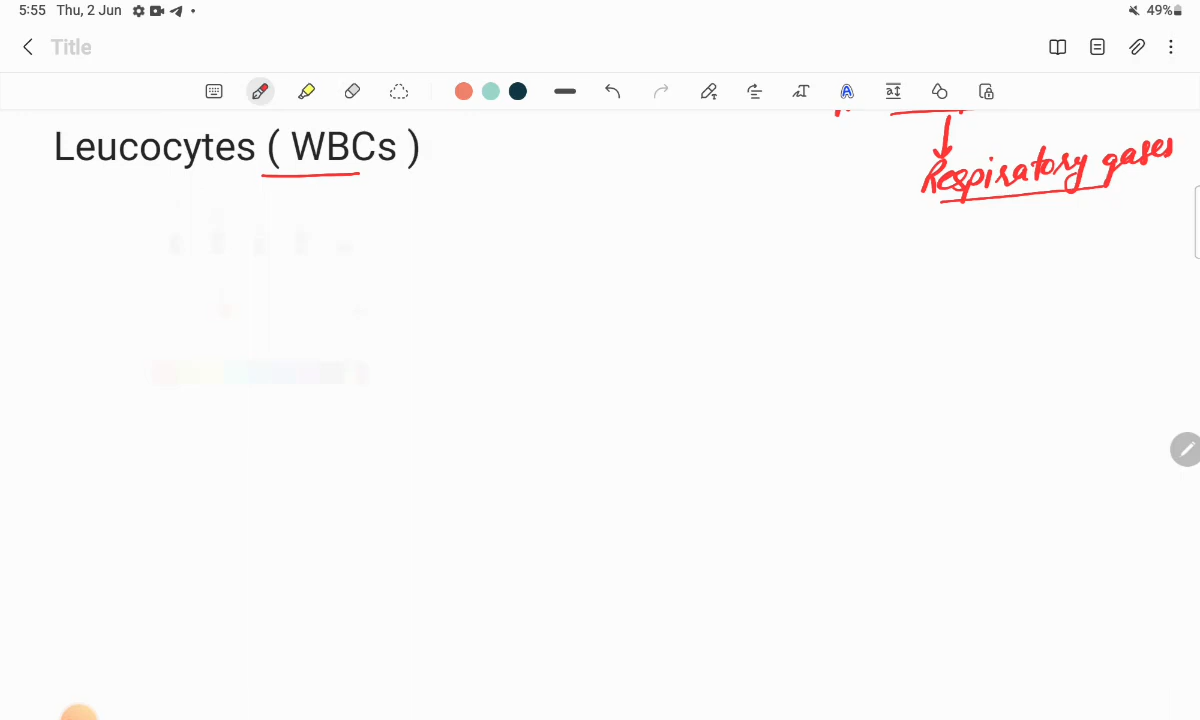 5:55 Thu, 2 Jun 49%
Title
Leucocytes ( WBCs )
Respiratory gases